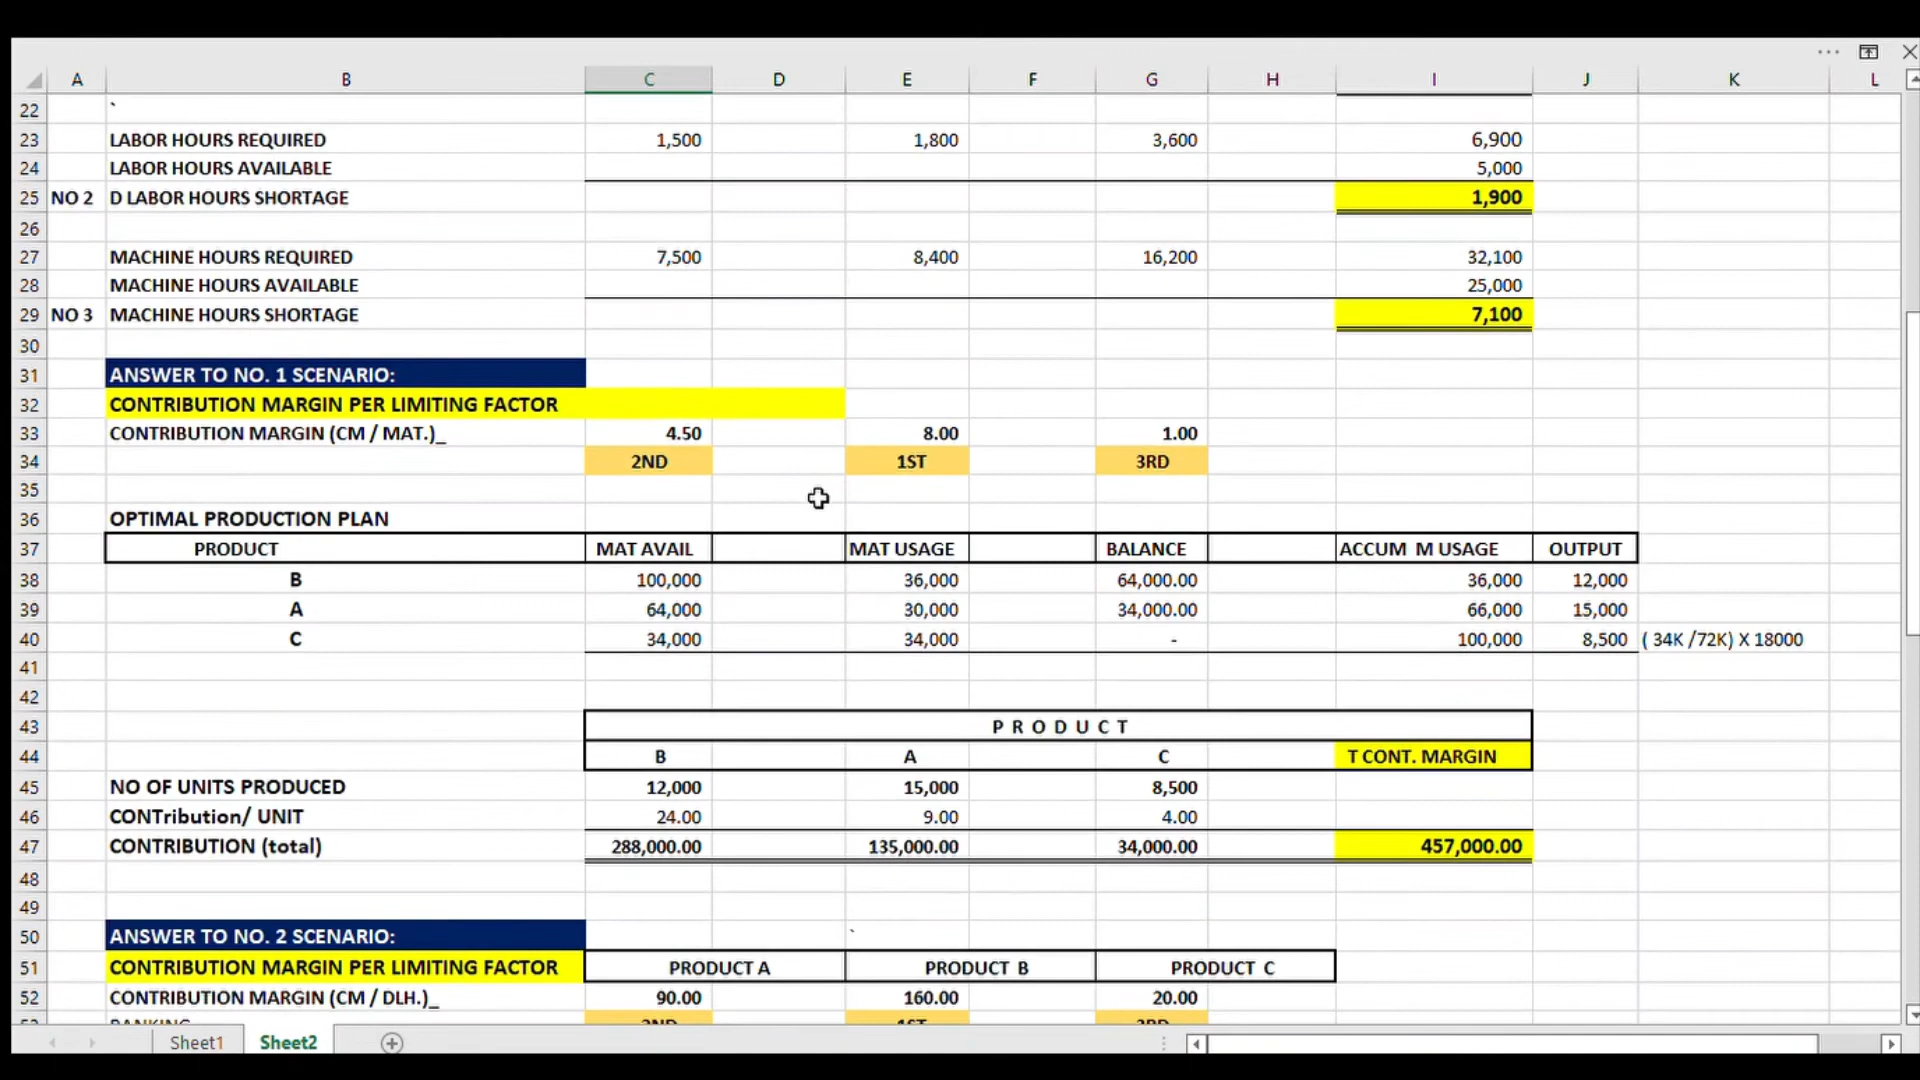 A B C D E F G H I J K L
22 `
23 LABOR HOURS REQUIRED 1,500 1,800 3,600 6,900
24 LABOR HOURS AVAILABLE 5,000
25 NO 2 D LABOR HOURS SHORTAGE 1,900
26
27 MACHINE HOURS REQUIRED 7,500 8,400 16,200 32,100
28 MACHINE HOURS AVAILABLE 25,000
29 NO 3 MACHINE HOURS SHORTAGE 7,100
30
31 ANSWER TO NO. 1 SCENARIO:
32 CONTRIBUTION MARGIN PER LIMITING FACTOR
33 CONTRIBUTION MARGIN (CM / MAT.)_ 4.50 8.00 1.00
34 2ND 1ST 3RD
35
36 OPTIMAL PRODUCTION PLAN
37 PRODUCT MAT AVAIL MAT USAGE BALANCE ACCUM M USAGE OUTPUT
38 B 100,000 36,000 64,000.00 36,000 12,000
39 A 64,000 30,000 34,000.00 66,000 15,000
40 C 34,000 34,000 - 100,000 8,500 ( 34K /72K) X 18000
41
42
43 P R O D U C T
44 B A C T CONT. MARGIN
45 NO OF UNITS PRODUCED 12,000 15,000 8,500
46 CONTribution/ UNIT 24.00 9.00 4.00
47 CONTRIBUTION (total) 288,000.00 135,000.00 34,000.00 457,000.00
48
49
50 ANSWER TO NO. 2 SCENARIO: `
51 CONTRIBUTION MARGIN PER LIMITING FACTOR PRODUCT A PRODUCT B PRODUCT C
52 CONTRIBUTION MARGIN (CM / DLH.)_ 90.00 160.00 20.00
53 RANKING 2ND 1ST 3RD
Sheet1 Sheet2